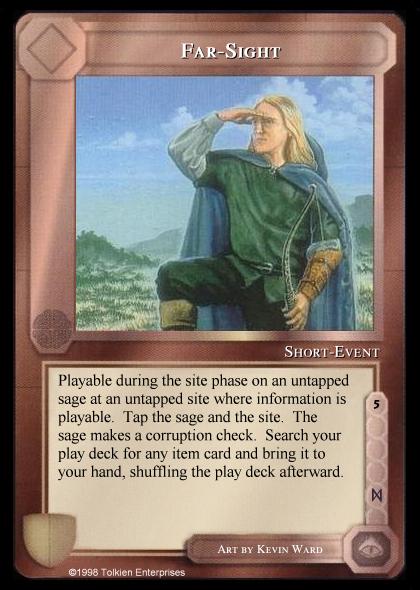 Far-Sight
Short-Event
Playable during the site phase on an untapped
sage at an untapped site where information is
playable. Tap the sage and the site. The
sage makes a corruption check. Search your
play deck for any item card and bring it to
your hand, shuffling the play deck afterward.
5
ᛞ
Art by Kevin Ward
©1998 Tolkien Enterprises